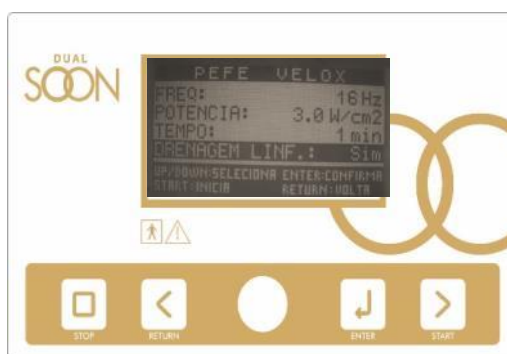 DUAL
SOON
PEFE VELOX
FREQ: 16Hz
POTENCIA: 3.0 W/cm2
TEMPO: 1 min
DRENAGEM LINF.: Sim
UP/DOWN:SELECIONA ENTER:CONFIRMA
START:INICIA RETURN:VOLTA
STOP
RETURN
ENTER
START